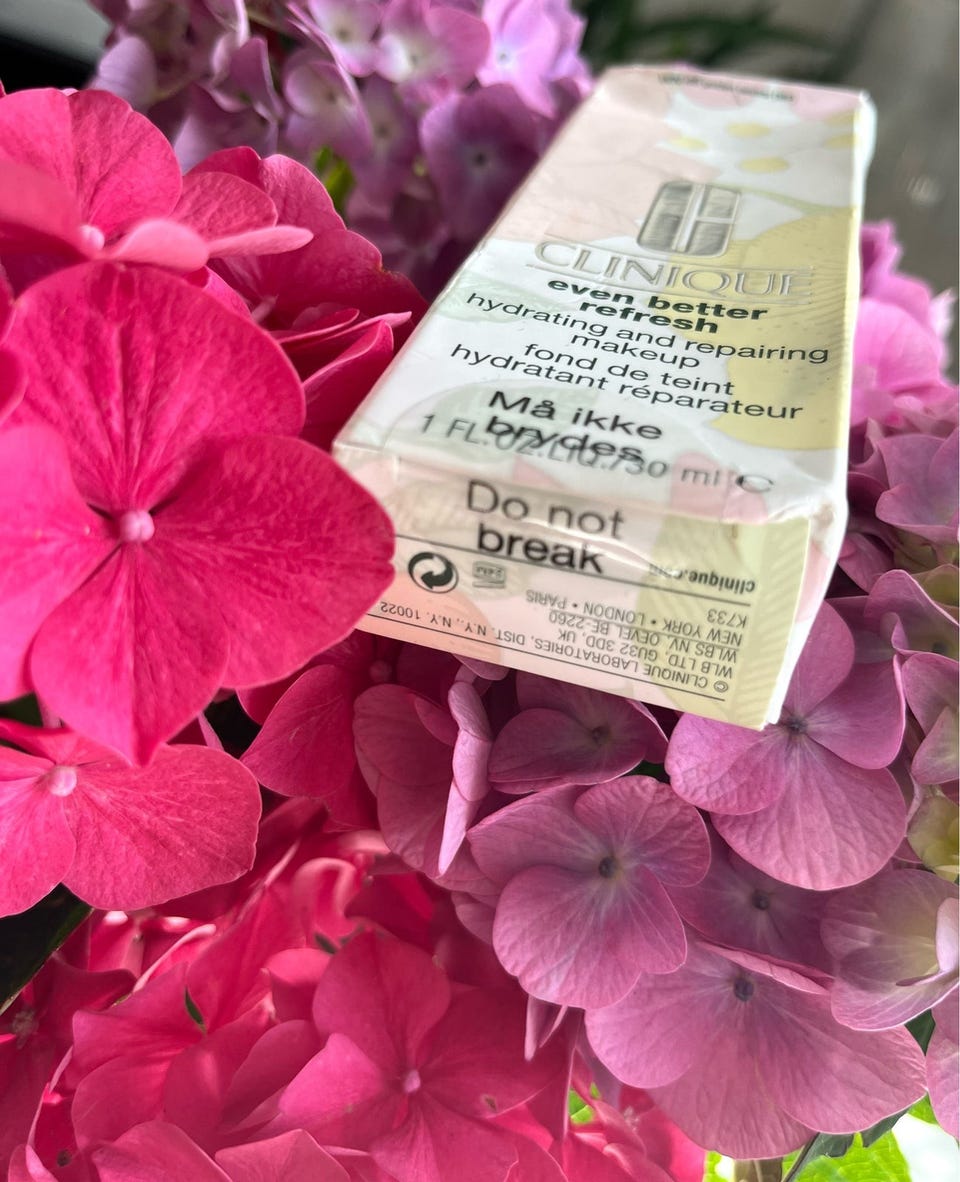 CLINIQUE
even better
refresh
hydrating and repairing
makeup
fond de teint
hydratant réparateur
Må ikke
brydes
1 FL.OZ.LIQ./30 ml ℮
Do not
break
clinique.com
K733
NEW YORK • LONDON • PARIS
WLBS NV, OEVEL BE-2260
WLB LTD, GU32 3DD, UK
© CLINIQUE LABORATORIES, DIST, N.Y., N.Y. 10022